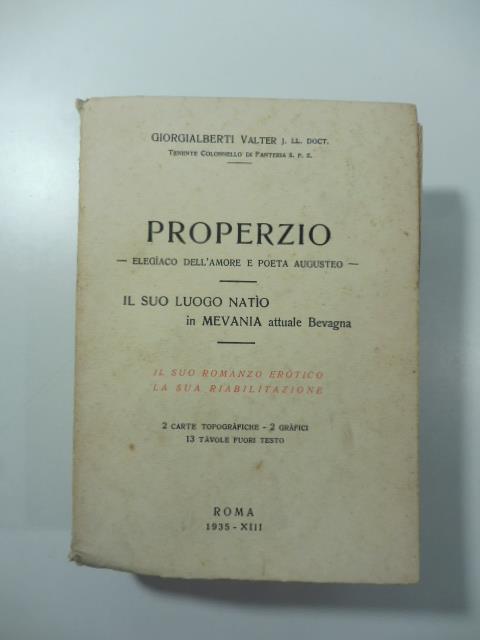 GIORGIALBERTI VALTER J. LL. DOCT.
TENENTE COLONNELLO DI FANTERIA S. P. E.
PROPERZIO
— ELEGÌACO DELL'AMORE E POETA AUGUSTEO —
IL SUO LUOGO NATÌO
in MEVANIA attuale Bevagna
IL SUO ROMANZO ERÒTICO
LA SUA RIABILITAZIONE
2 CARTE TOPOGRÀFICHE - 2 GRÀFICI
13 TÀVOLE FUORI TESTO
ROMA
1935 - XIII